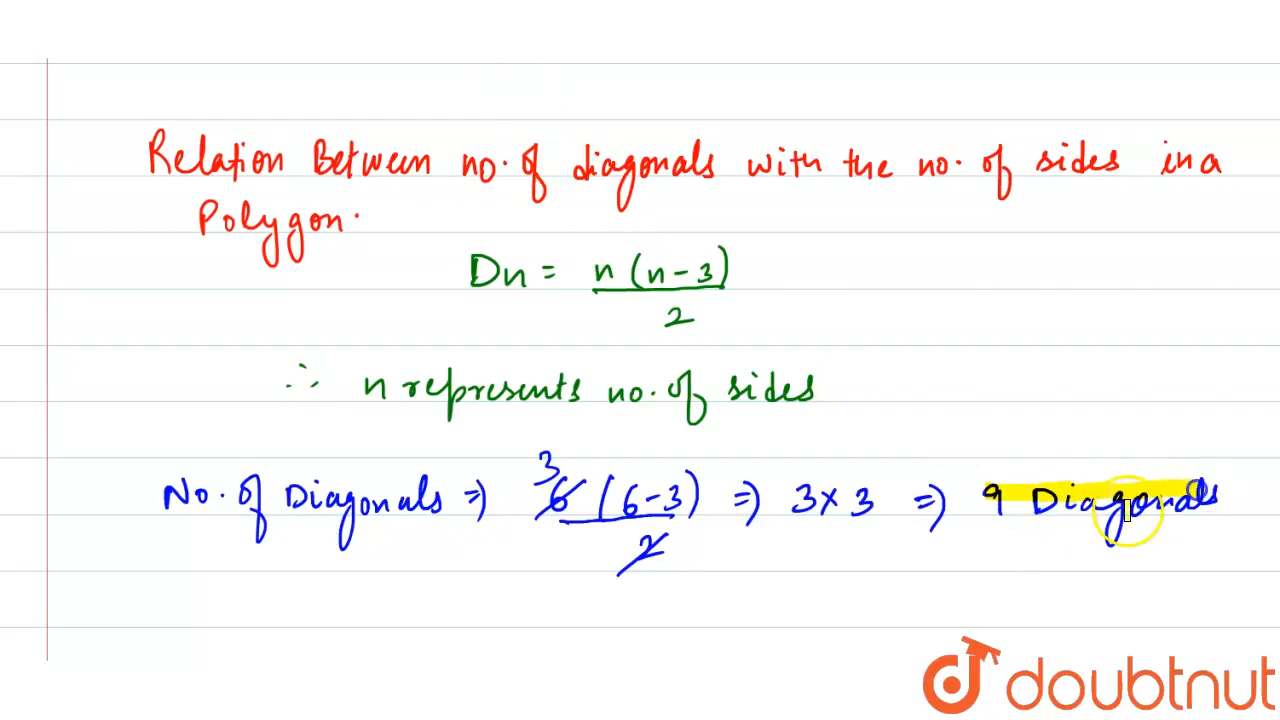 Relation Between no. of diagonals with the no. of sides in a
Polygon.
Dn = n(n-3)/2
∴ n represents no. of sides
No. of Diagonals ⇒ 3 6(6-3)/2 ⇒ 3×3 ⇒ 9 Diagonals
doubtnut